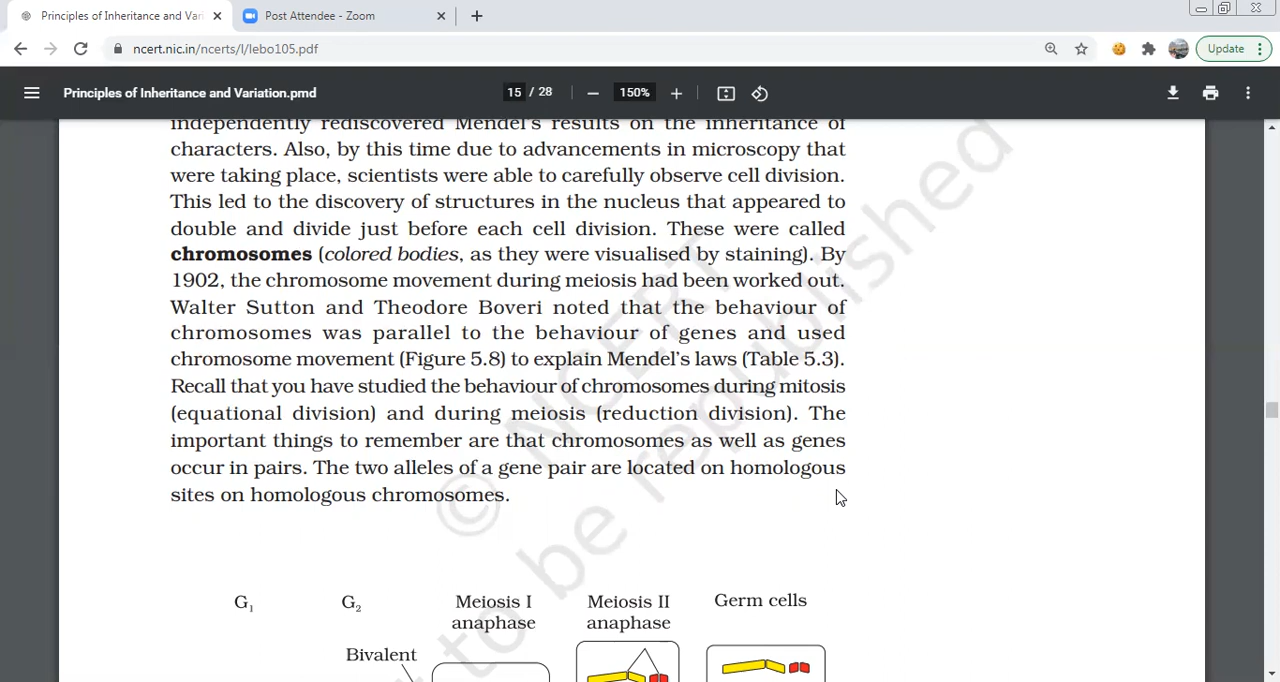 Principles of Inheritance and Vari
Post Attendee - Zoom
ncert.nic.in/ncerts/l/lebo105.pdf
Update
Principles of Inheritance and Variation.pmd
15 / 28
150%
independently rediscovered Mendel's results on the inheritance of
characters. Also, by this time due to advancements in microscopy that
were taking place, scientists were able to carefully observe cell division.
This led to the discovery of structures in the nucleus that appeared to
double and divide just before each cell division. These were called
chromosomes (colored bodies, as they were visualised by staining). By
1902, the chromosome movement during meiosis had been worked out.
Walter Sutton and Theodore Boveri noted that the behaviour of
chromosomes was parallel to the behaviour of genes and used
chromosome movement (Figure 5.8) to explain Mendel's laws (Table 5.3).
Recall that you have studied the behaviour of chromosomes during mitosis
(equational division) and during meiosis (reduction division). The
important things to remember are that chromosomes as well as genes
occur in pairs. The two alleles of a gene pair are located on homologous
sites on homologous chromosomes.
© NCERT
to be republished
G1 G2 Meiosis I Meiosis II Germ cells
anaphase anaphase
Bivalent